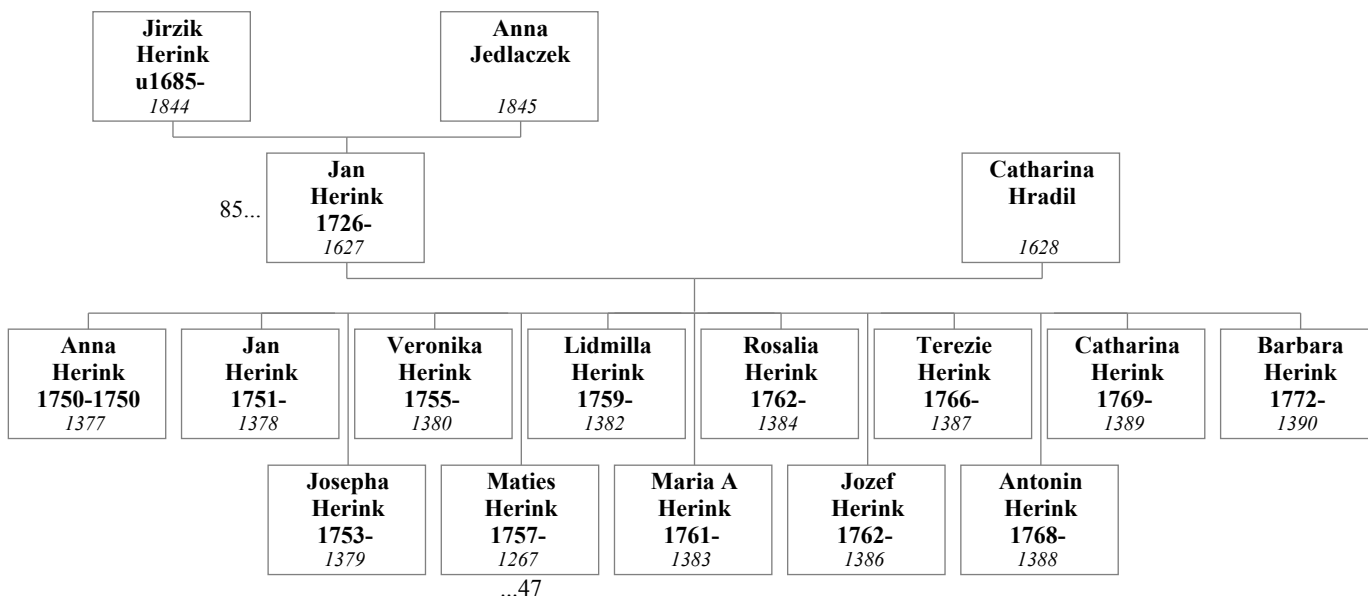 Jirzik
Herink
u1685-
1844
Anna
Jedlaczek
1845
85...
Jan
Herink
1726-
1627
Catharina
Hradil
1628
Anna
Herink
1750-1750
1377
Jan
Herink
1751-
1378
Veronika
Herink
1755-
1380
Lidmilla
Herink
1759-
1382
Rosalia
Herink
1762-
1384
Terezie
Herink
1766-
1387
Catharina
Herink
1769-
1389
Barbara
Herink
1772-
1390
Josepha
Herink
1753-
1379
Maties
Herink
1757-
1267
...47
Maria A
Herink
1761-
1383
Jozef
Herink
1762-
1386
Antonin
Herink
1768-
1388